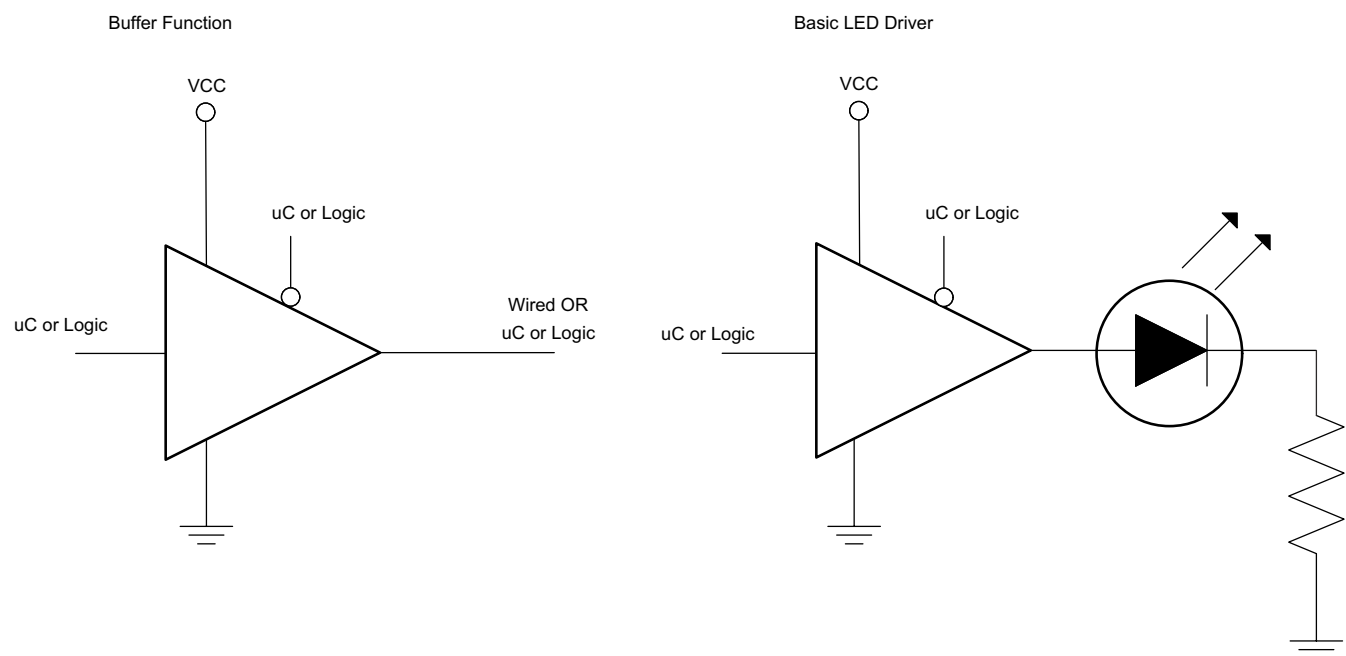 Buffer Function
VCC
uC or Logic
uC or Logic
Wired OR
uC or Logic
Basic LED Driver
VCC
uC or Logic
uC or Logic